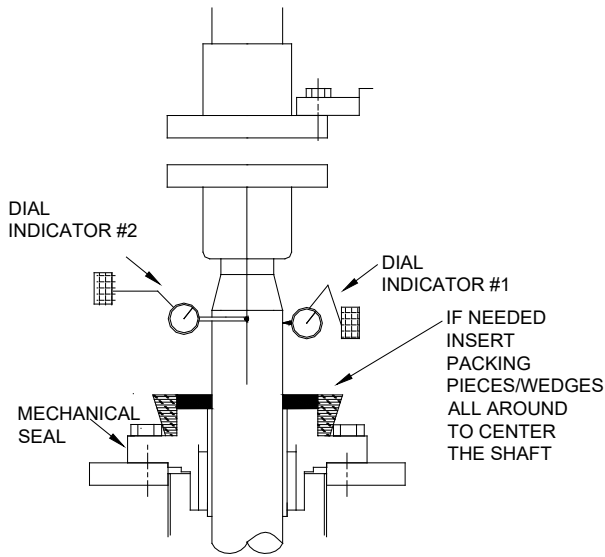 DIAL
INDICATOR #2
DIAL
INDICATOR #1
IF NEEDED
INSERT
PACKING
PIECES/WEDGES
ALL AROUND
TO CENTER
THE SHAFT
MECHANICAL
SEAL